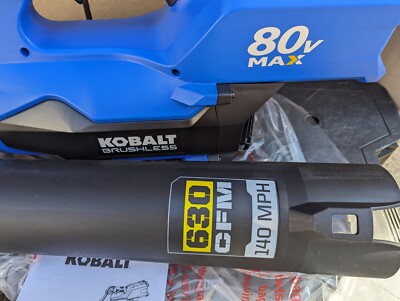 80V
MAX
KOBALT
BRUSHLESS
630
CFM
140 MPH
KOBALT